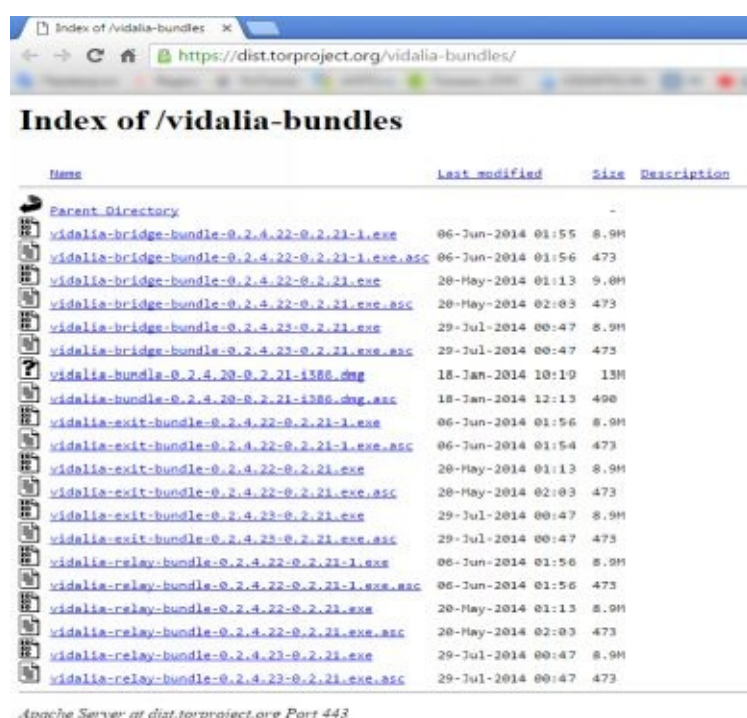 Index of /vidalia-bundles
https://dist.torproject.org/vidalia-bundles/
Index of /vidalia-bundles
Name Last modified Size Description
Parent Directory -
vidalia-bridge-bundle-0.2.4.22-0.2.21-1.exe 06-Jun-2014 01:55 8.9M
vidalia-bridge-bundle-0.2.4.22-0.2.21-1.exe.asc 06-Jun-2014 01:56 473
vidalia-bridge-bundle-0.2.4.22-0.2.21.exe 20-May-2014 01:13 9.0M
vidalia-bridge-bundle-0.2.4.22-0.2.21.exe.asc 20-May-2014 02:03 473
vidalia-bridge-bundle-0.2.4.23-0.2.21.exe 29-Jul-2014 00:47 8.9M
vidalia-bridge-bundle-0.2.4.23-0.2.21.exe.asc 29-Jul-2014 00:47 473
vidalia-bundle-0.2.4.20-0.2.21-i386.dmg 18-Jan-2014 10:19 13M
vidalia-bundle-0.2.4.20-0.2.21-i386.dmg.asc 18-Jan-2014 12:13 490
vidalia-exit-bundle-0.2.4.22-0.2.21-1.exe 06-Jun-2014 01:56 8.9M
vidalia-exit-bundle-0.2.4.22-0.2.21-1.exe.asc 06-Jun-2014 01:54 473
vidalia-exit-bundle-0.2.4.22-0.2.21.exe 20-May-2014 01:13 8.9M
vidalia-exit-bundle-0.2.4.22-0.2.21.exe.asc 20-May-2014 02:03 473
vidalia-exit-bundle-0.2.4.23-0.2.21.exe 29-Jul-2014 00:47 8.9M
vidalia-exit-bundle-0.2.4.23-0.2.21.exe.asc 29-Jul-2014 00:47 473
vidalia-relay-bundle-0.2.4.22-0.2.21-1.exe 06-Jun-2014 01:56 8.9M
vidalia-relay-bundle-0.2.4.22-0.2.21-1.exe.asc 06-Jun-2014 01:56 473
vidalia-relay-bundle-0.2.4.22-0.2.21.exe 20-May-2014 01:13 8.9M
vidalia-relay-bundle-0.2.4.22-0.2.21.exe.asc 20-May-2014 02:03 473
vidalia-relay-bundle-0.2.4.23-0.2.21.exe 29-Jul-2014 00:47 8.9M
vidalia-relay-bundle-0.2.4.23-0.2.21.exe.asc 29-Jul-2014 00:47 473
Apache Server at dist.torproject.org Port 443